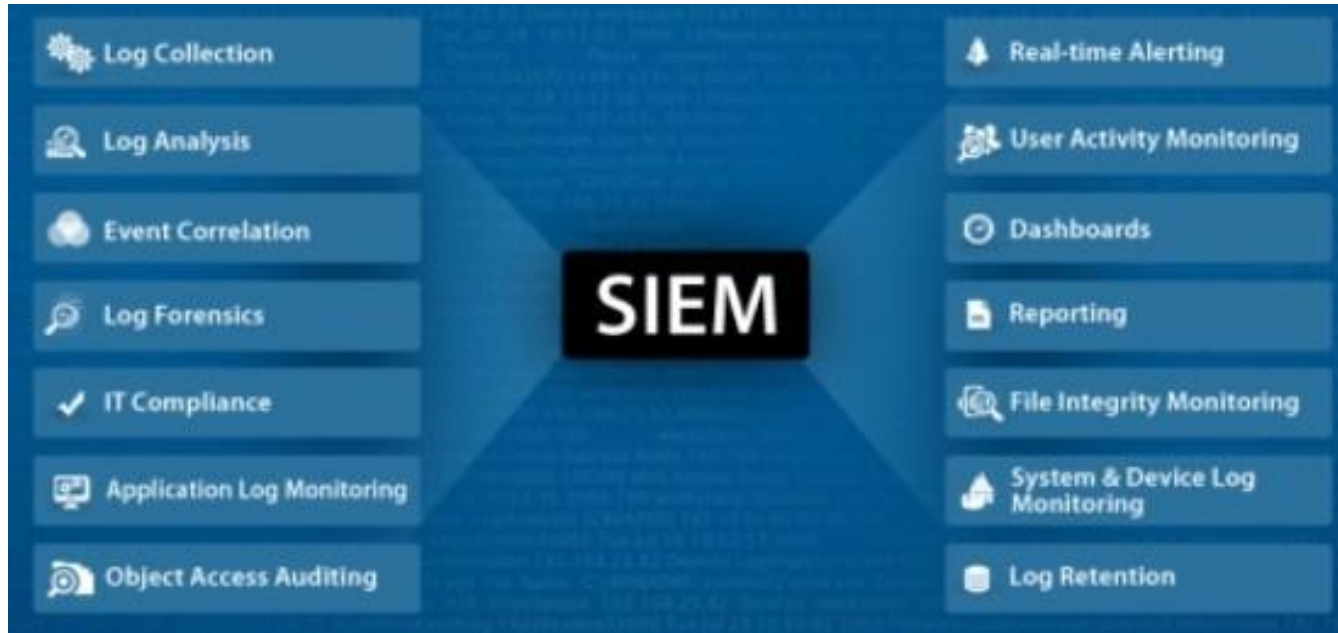 Log Collection
Log Analysis
Event Correlation
Log Forensics
IT Compliance
Application Log Monitoring
Object Access Auditing
SIEM
Real-time Alerting
User Activity Monitoring
Dashboards
Reporting
File Integrity Monitoring
System & Device Log
Monitoring
Log Retention